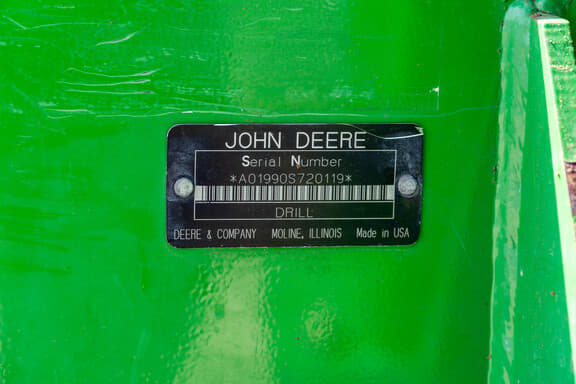 JOHN DEERE
Serial Number
*A01990S720119*
DRILL
DEERE & COMPANY MOLINE, ILLINOIS Made in USA